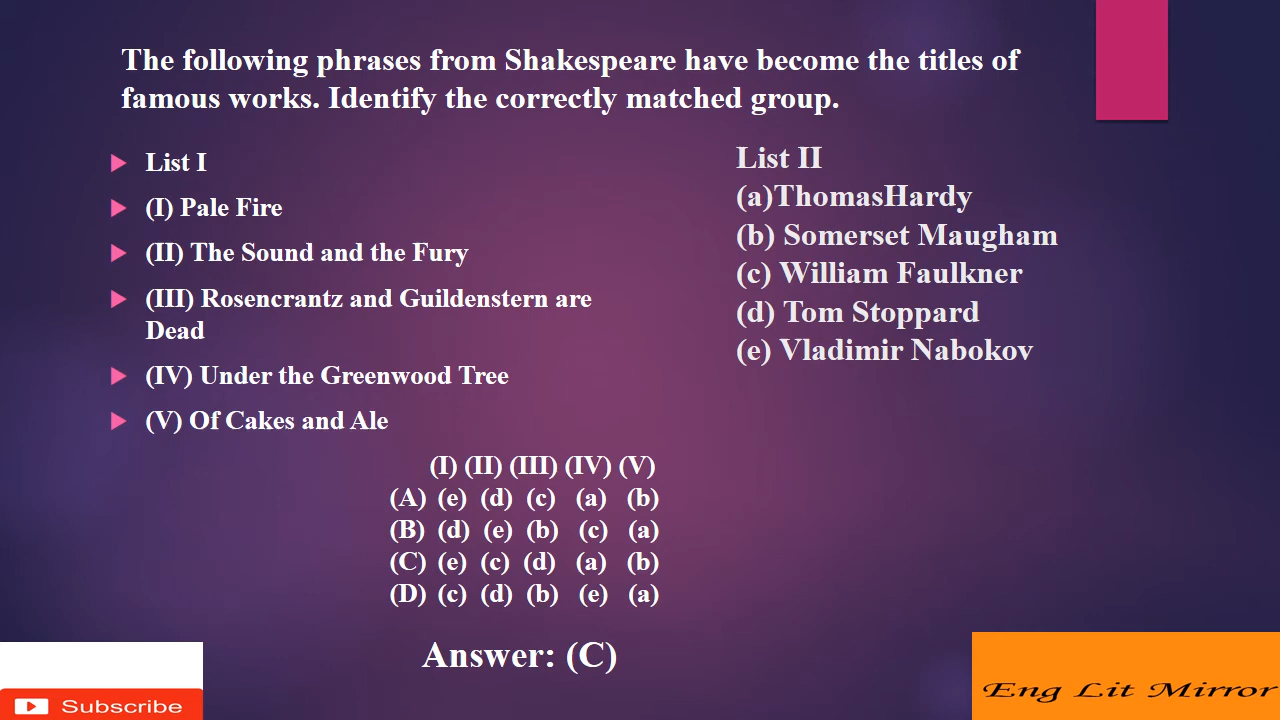 The following phrases from Shakespeare have become the titles of
famous works. Identify the correctly matched group.
List I
(I) Pale Fire
(II) The Sound and the Fury
(III) Rosencrantz and Guildenstern are
Dead
(IV) Under the Greenwood Tree
(V) Of Cakes and Ale
List II
(a)ThomasHardy
(b) Somerset Maugham
(c) William Faulkner
(d) Tom Stoppard
(e) Vladimir Nabokov
(I) (II) (III) (IV) (V)
(A) (e) (d) (c) (a) (b)
(B) (d) (e) (b) (c) (a)
(C) (e) (c) (d) (a) (b)
(D) (c) (d) (b) (e) (a)
Answer: (C)
Subscribe
Eng Lit Mirror